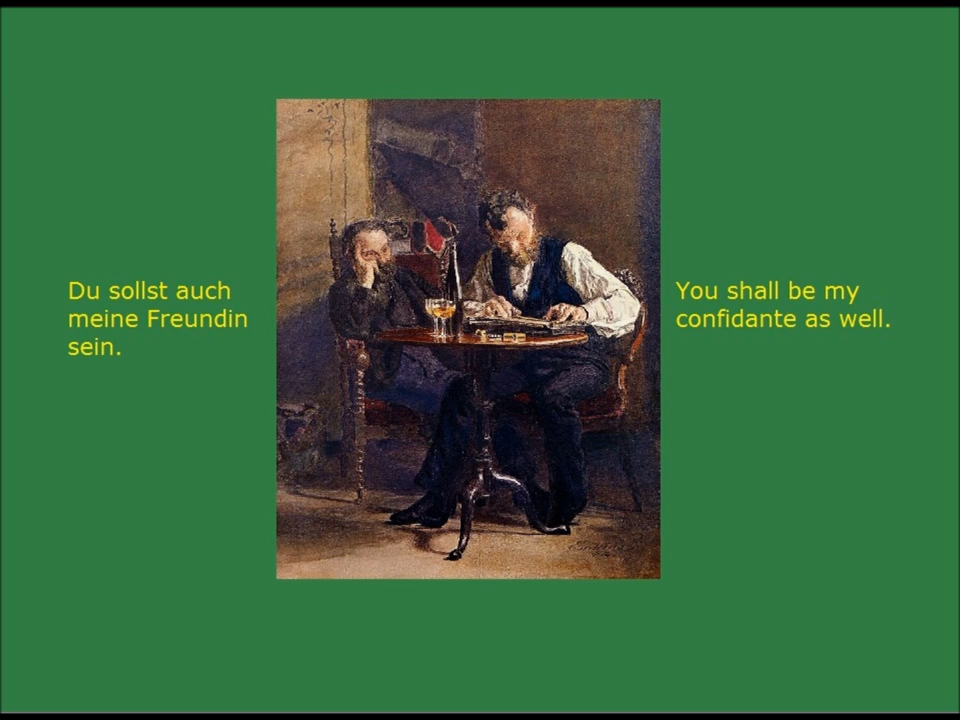 Du sollst auch
meine Freundin
sein.
You shall be my
confidante as well.